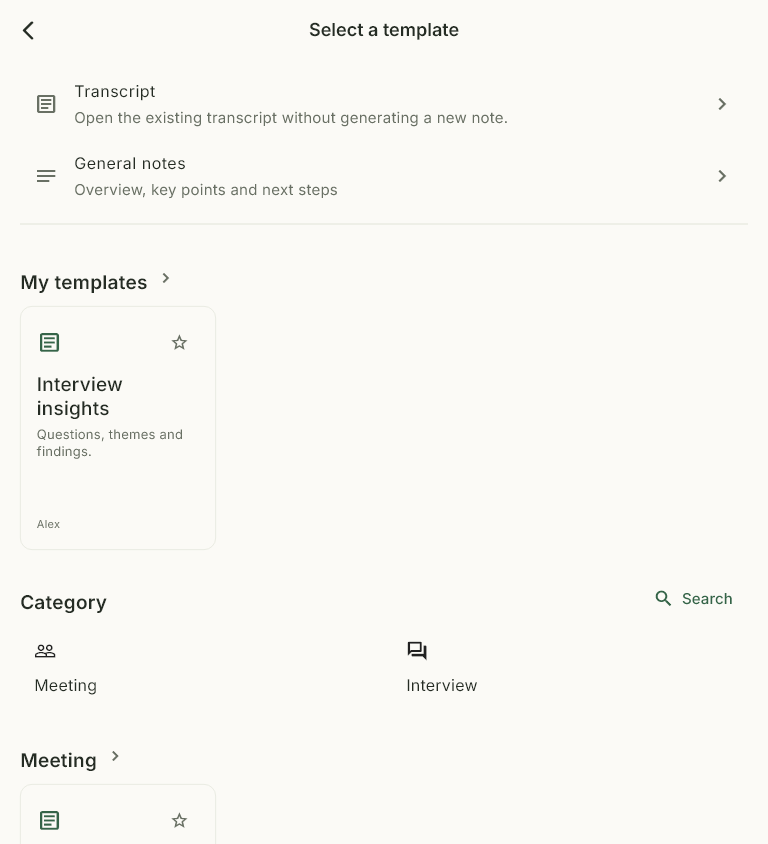 Select a template
Transcript
Open the existing transcript without generating a new note.
General notes
Overview, key points and next steps
My templates
Interview
insights
Questions, themes and
findings.
Alex
Category
Search
Meeting
Interview
Meeting